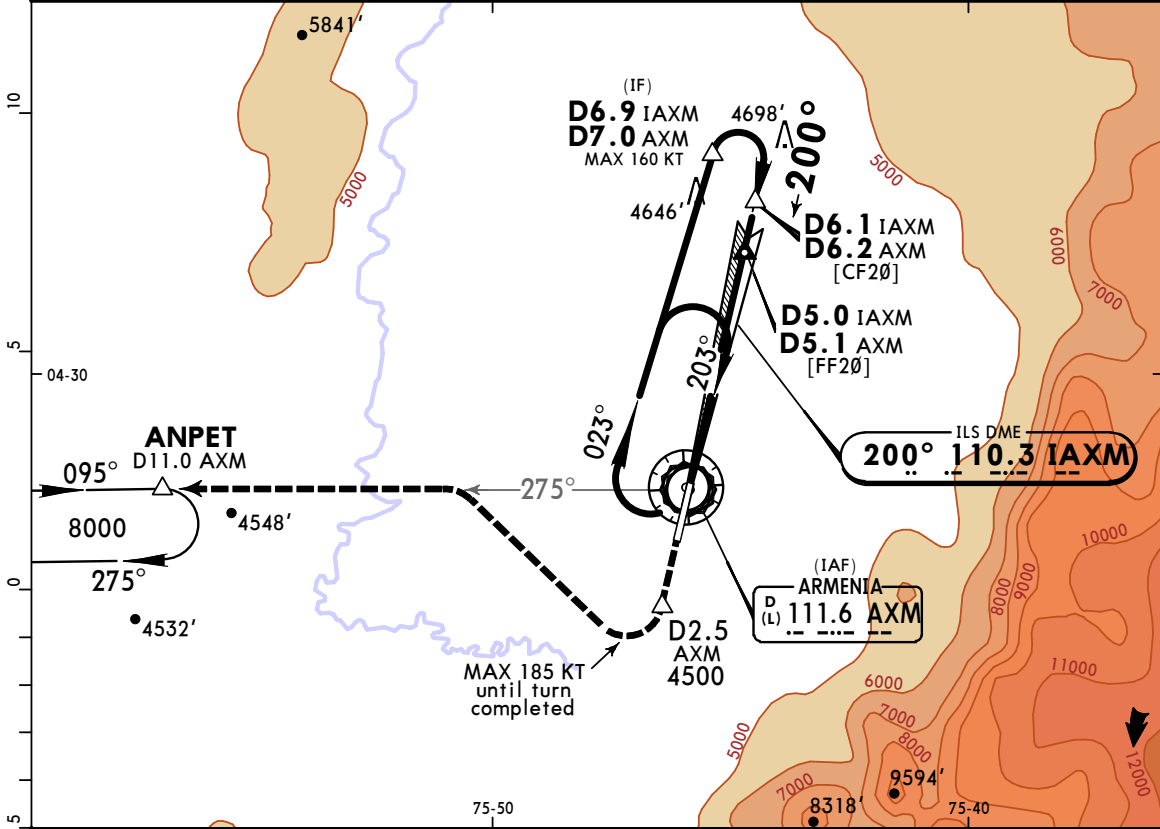 5841'
10
5000
(IF)
D6.9 IAXM
D7.0 AXM
MAX 160 KT
4698'
200°
5000
4646'
D6.1 IAXM
D6.2 AXM
[CF2Ø]
6000
7000
D5.0 IAXM
D5.1 AXM
[FF2Ø]
5
04-30
203°
023°
ILS DME
200° 110.3 IAXM
ANPET
D11.0 AXM
095°
275°
8000
4548'
275°
10000
9000
8000
0
4532'
(IAF)
ARMENIA
D
(L) 111.6 AXM
D2.5
AXM
4500
MAX 185 KT
until turn
completed
11000
6000
7000
8000
5000
12000
9594'
7000
8318'
5
75-50
75-40